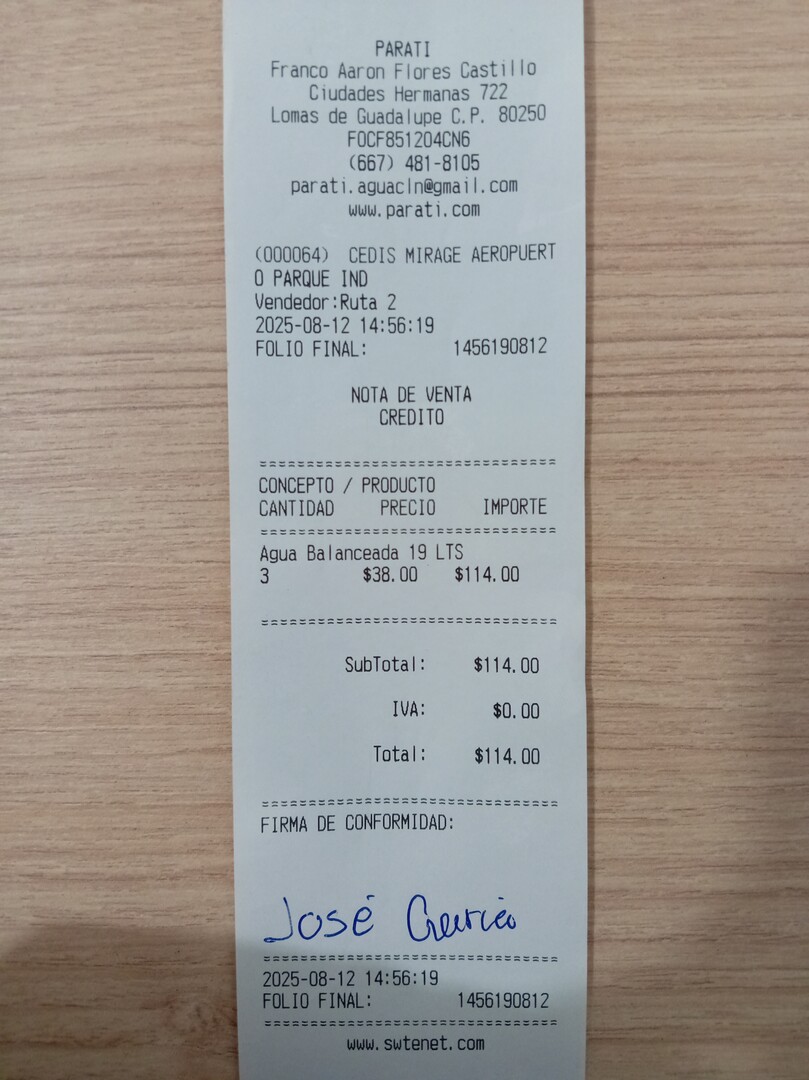 PARATI
Franco Aaron Flores Castillo
Ciudades Hermanas 722
Lomas de Guadalupe C.P. 80250
FOCF851204CN6
(667) 481-8105
parati.aguacln@gmail.com
www.parati.com
(000064) CEDIS MIRAGE AEROPUERT
O PARQUE IND
Vendedor:Ruta 2
2025-08-12 14:56:19
FOLIO FINAL: 1456190812
NOTA DE VENTA
CREDITO
================================
CONCEPTO / PRODUCTO
CANTIDAD PRECIO IMPORTE
================================
Agua Balanceada 19 LTS
3 $38.00 $114.00
================================
SubTotal: $114.00
IVA: $0.00
Total: $114.00
================================
FIRMA DE CONFORMIDAD:
José
================================
2025-08-12 14:56:19
FOLIO FINAL: 1456190812
================================
www.swtenet.com